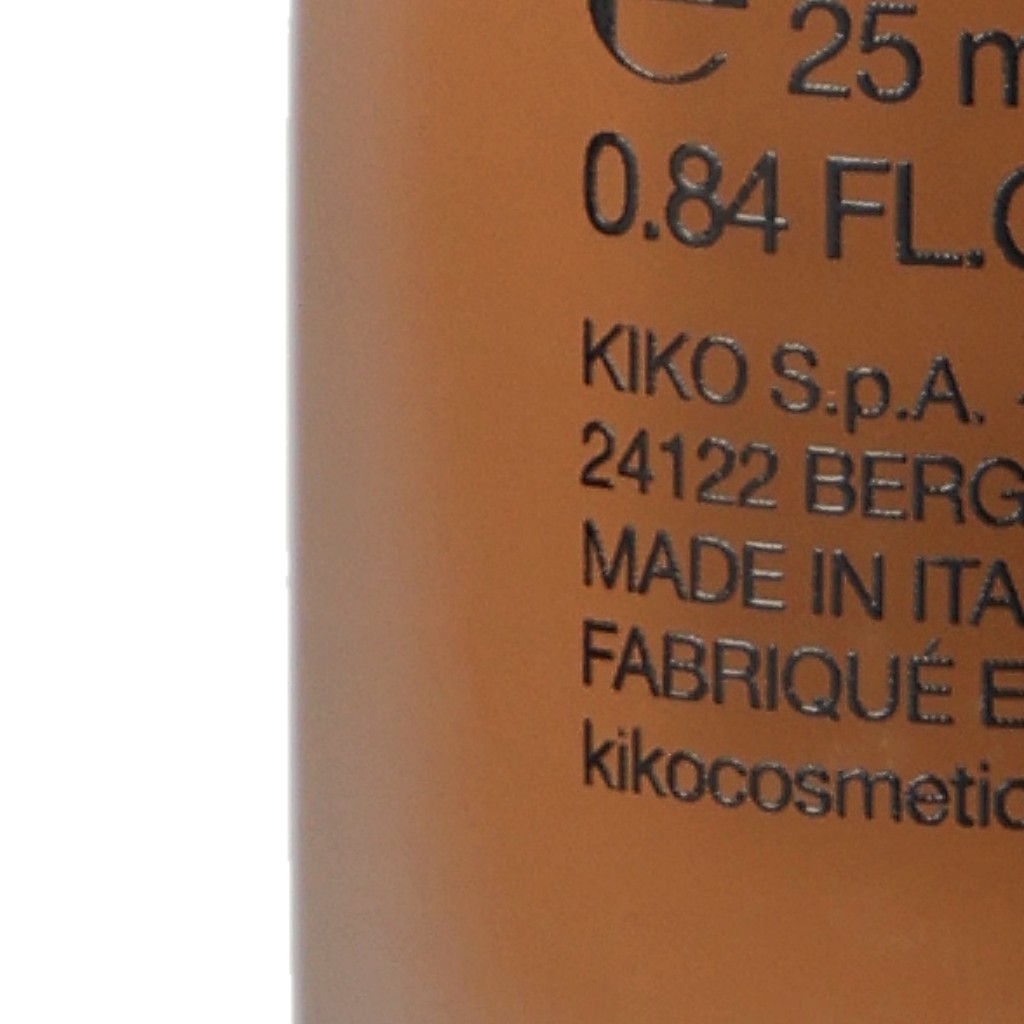 ℮ 25 m
0.84 FL.
KIKO S.p.A.
24122 BERG
MADE IN ITA
FABRIQUÉ E
kikocosmetic